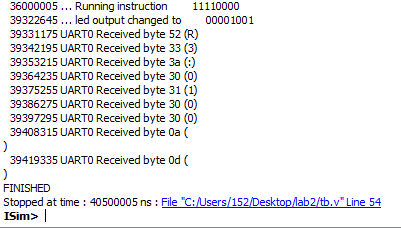 36000005 ... Running instruction 11110000
39322645 ... led output changed to 00001001
39331175 UART0 Received byte 52 (R)
39342195 UART0 Received byte 33 (3)
39353215 UART0 Received byte 3a (:)
39364235 UART0 Received byte 30 (0)
39375255 UART0 Received byte 31 (1)
39386275 UART0 Received byte 30 (0)
39397295 UART0 Received byte 30 (0)
39408315 UART0 Received byte 0a (
)
39419335 UART0 Received byte 0d (
)
FINISHED
Stopped at time : 40500005 ns : File "C:/Users/152/Desktop/lab2/tb.v" Line 54
ISim>